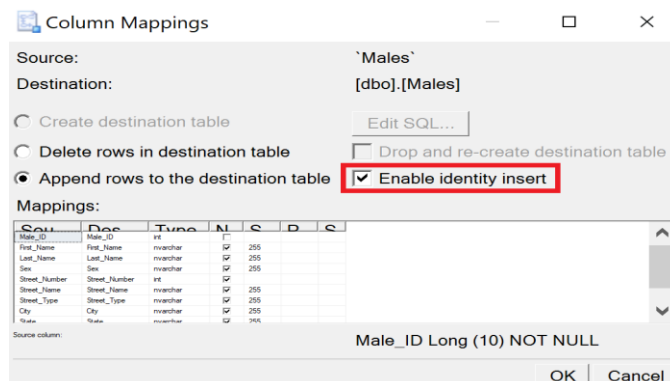 Column Mappings
Source: `Males`
Destination: [dbo].[Males]
Create destination table Edit SQL...
Delete rows in destination table Drop and re-create destination table
Append rows to the destination table Enable identity insert
Mappings:
Sou... Des... Type N... S... P... S...
Male_ID Male_ID int
First_Name First_Name nvarchar 255
Last_Name Last_Name nvarchar 255
Sex Sex nvarchar 255
Street_Number Street_Number int
Street_Name Street_Name nvarchar 255
Street_Type Street_Type nvarchar 255
City City nvarchar 255
State State nvarchar 255
Source column: Male_ID Long (10) NOT NULL
OK Cancel